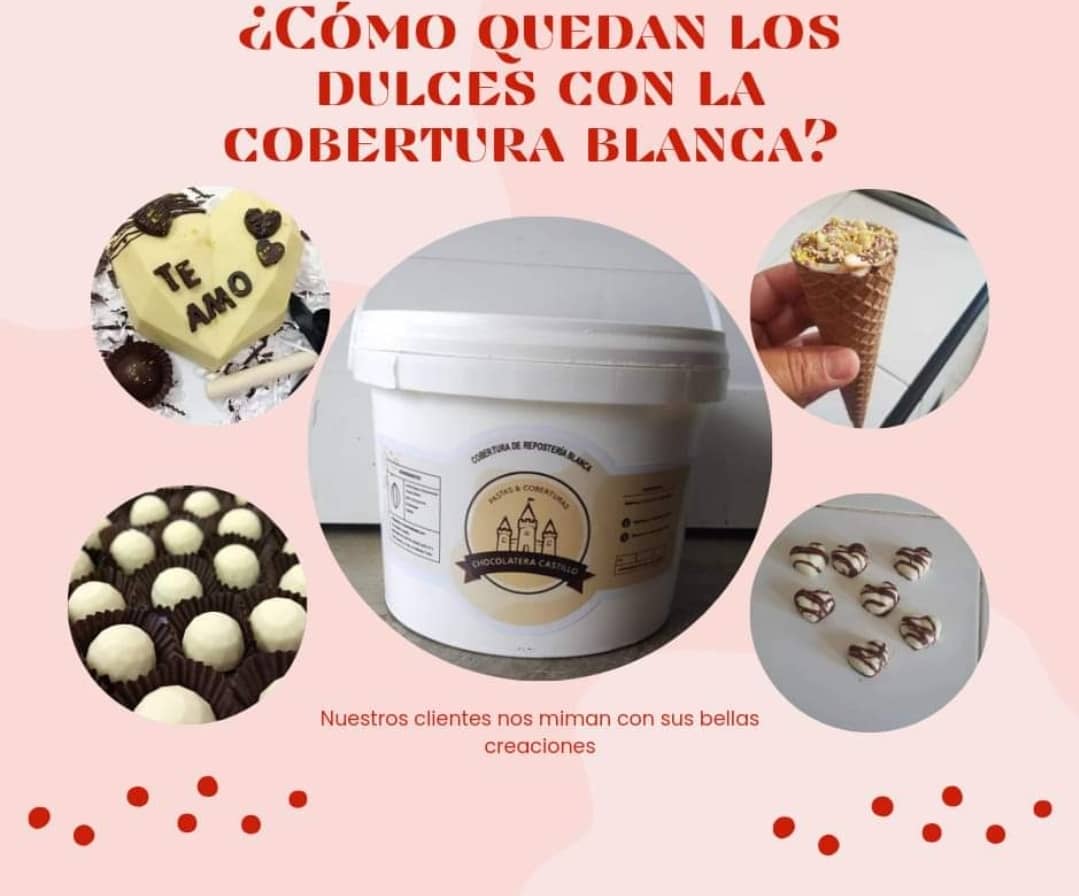 ¿CÓMO QUEDAN LOS
DULCES CON LA
COBERTURA BLANCA?
TE
AMO
COBERTURA DE REPOSTERÍA BLANCA
PASTAS & COBERTURAS
CHOCOLATERA CASTILLO
Nuestros clientes nos miman con sus bellas
creaciones